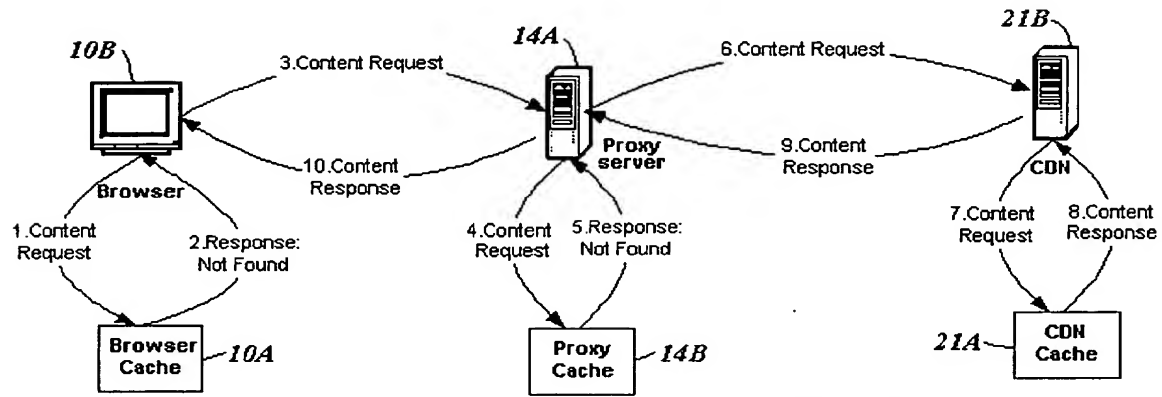 10B
14A
21B
3.Content Request
6.Content Request
10.Content
Response
9.Content
Response
Browser
Proxy
server
CDN
1.Content
Request
2.Response:
Not Found
4.Content
Request
5.Response:
Not Found
7.Content
Request
8.Content
Response
Browser
Cache
10A
Proxy
Cache
14B
21A
CDN
Cache